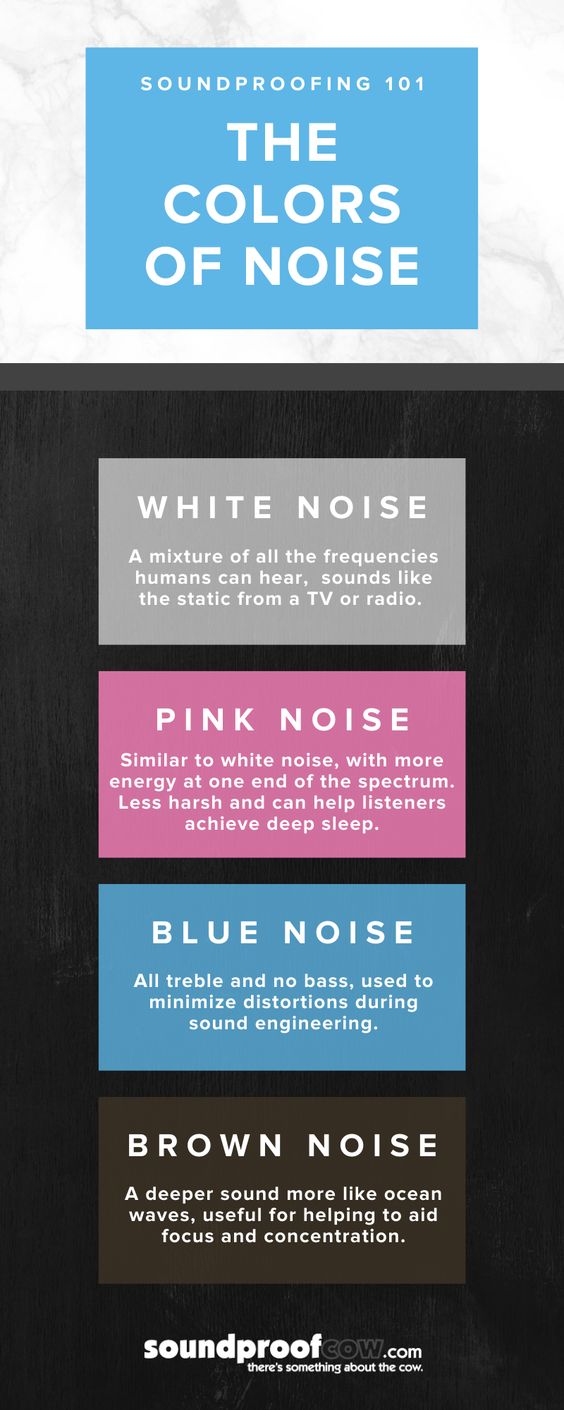 SOUNDPROOFING 101
THE
COLORS
OF NOISE
WHITE NOISE
A mixture of all the frequencies
humans can hear, sounds like
the static from a TV or radio.
PINK NOISE
Similar to white noise, with more
energy at one end of the spectrum.
Less harsh and can help listeners
achieve deep sleep.
BLUE NOISE
All treble and no bass, used to
minimize distortions during
sound engineering.
BROWN NOISE
A deeper sound more like ocean
waves, useful for helping to aid
focus and concentration.
soundproofcow.com
there's something about the cow.